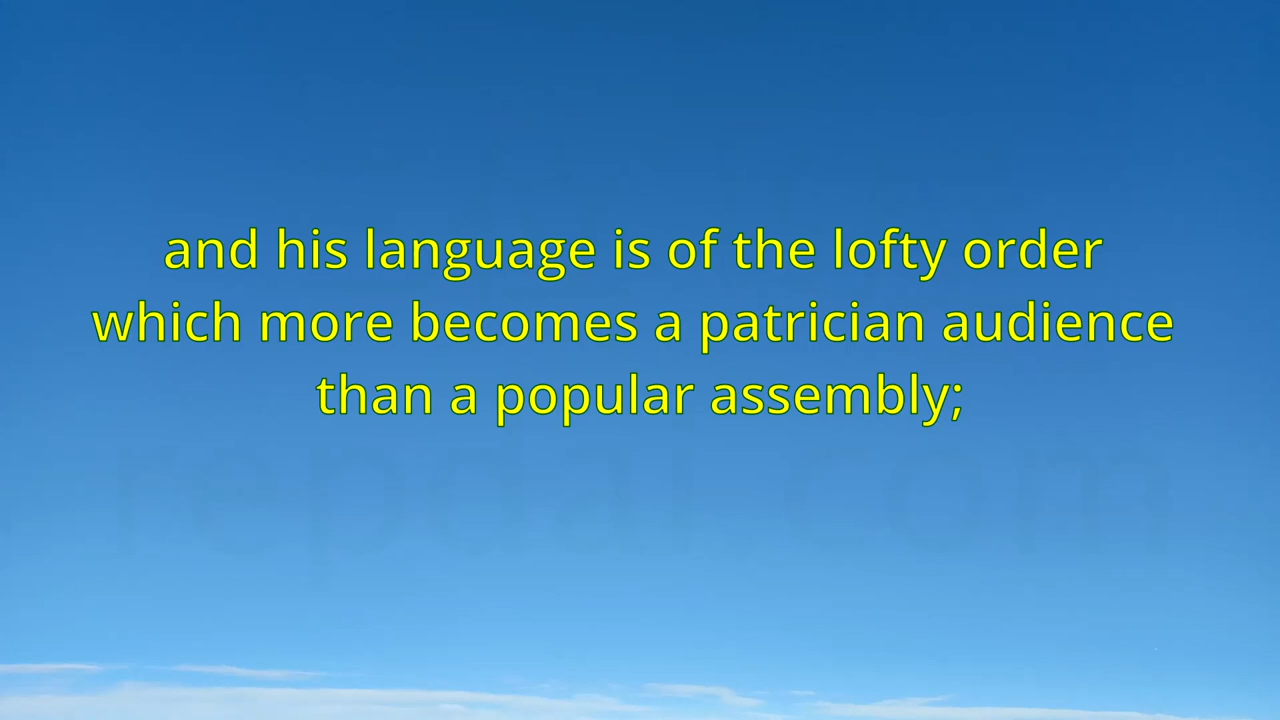 and his language is of the lofty order
which more becomes a patrician audience
than a popular assembly;